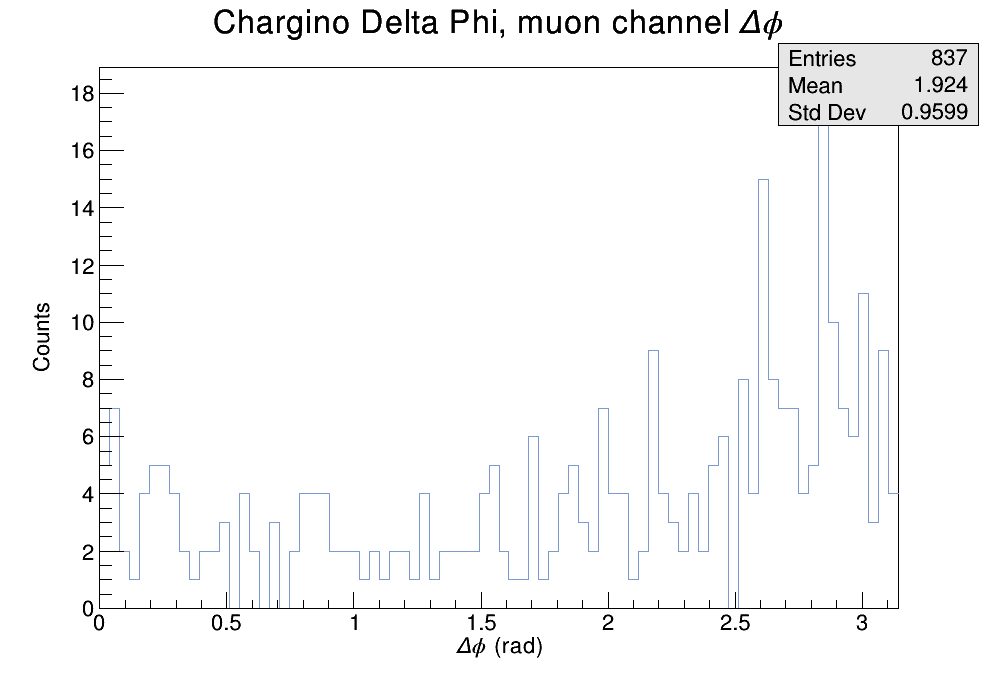 Chargino Delta Phi, muon channel Δϕ
Entries 837
Mean 1.924
Std Dev 0.9599
18
16
14
12
10
8
6
4
2
0
Counts
0 0.5 1 1.5 2 2.5 3
Δϕ (rad)